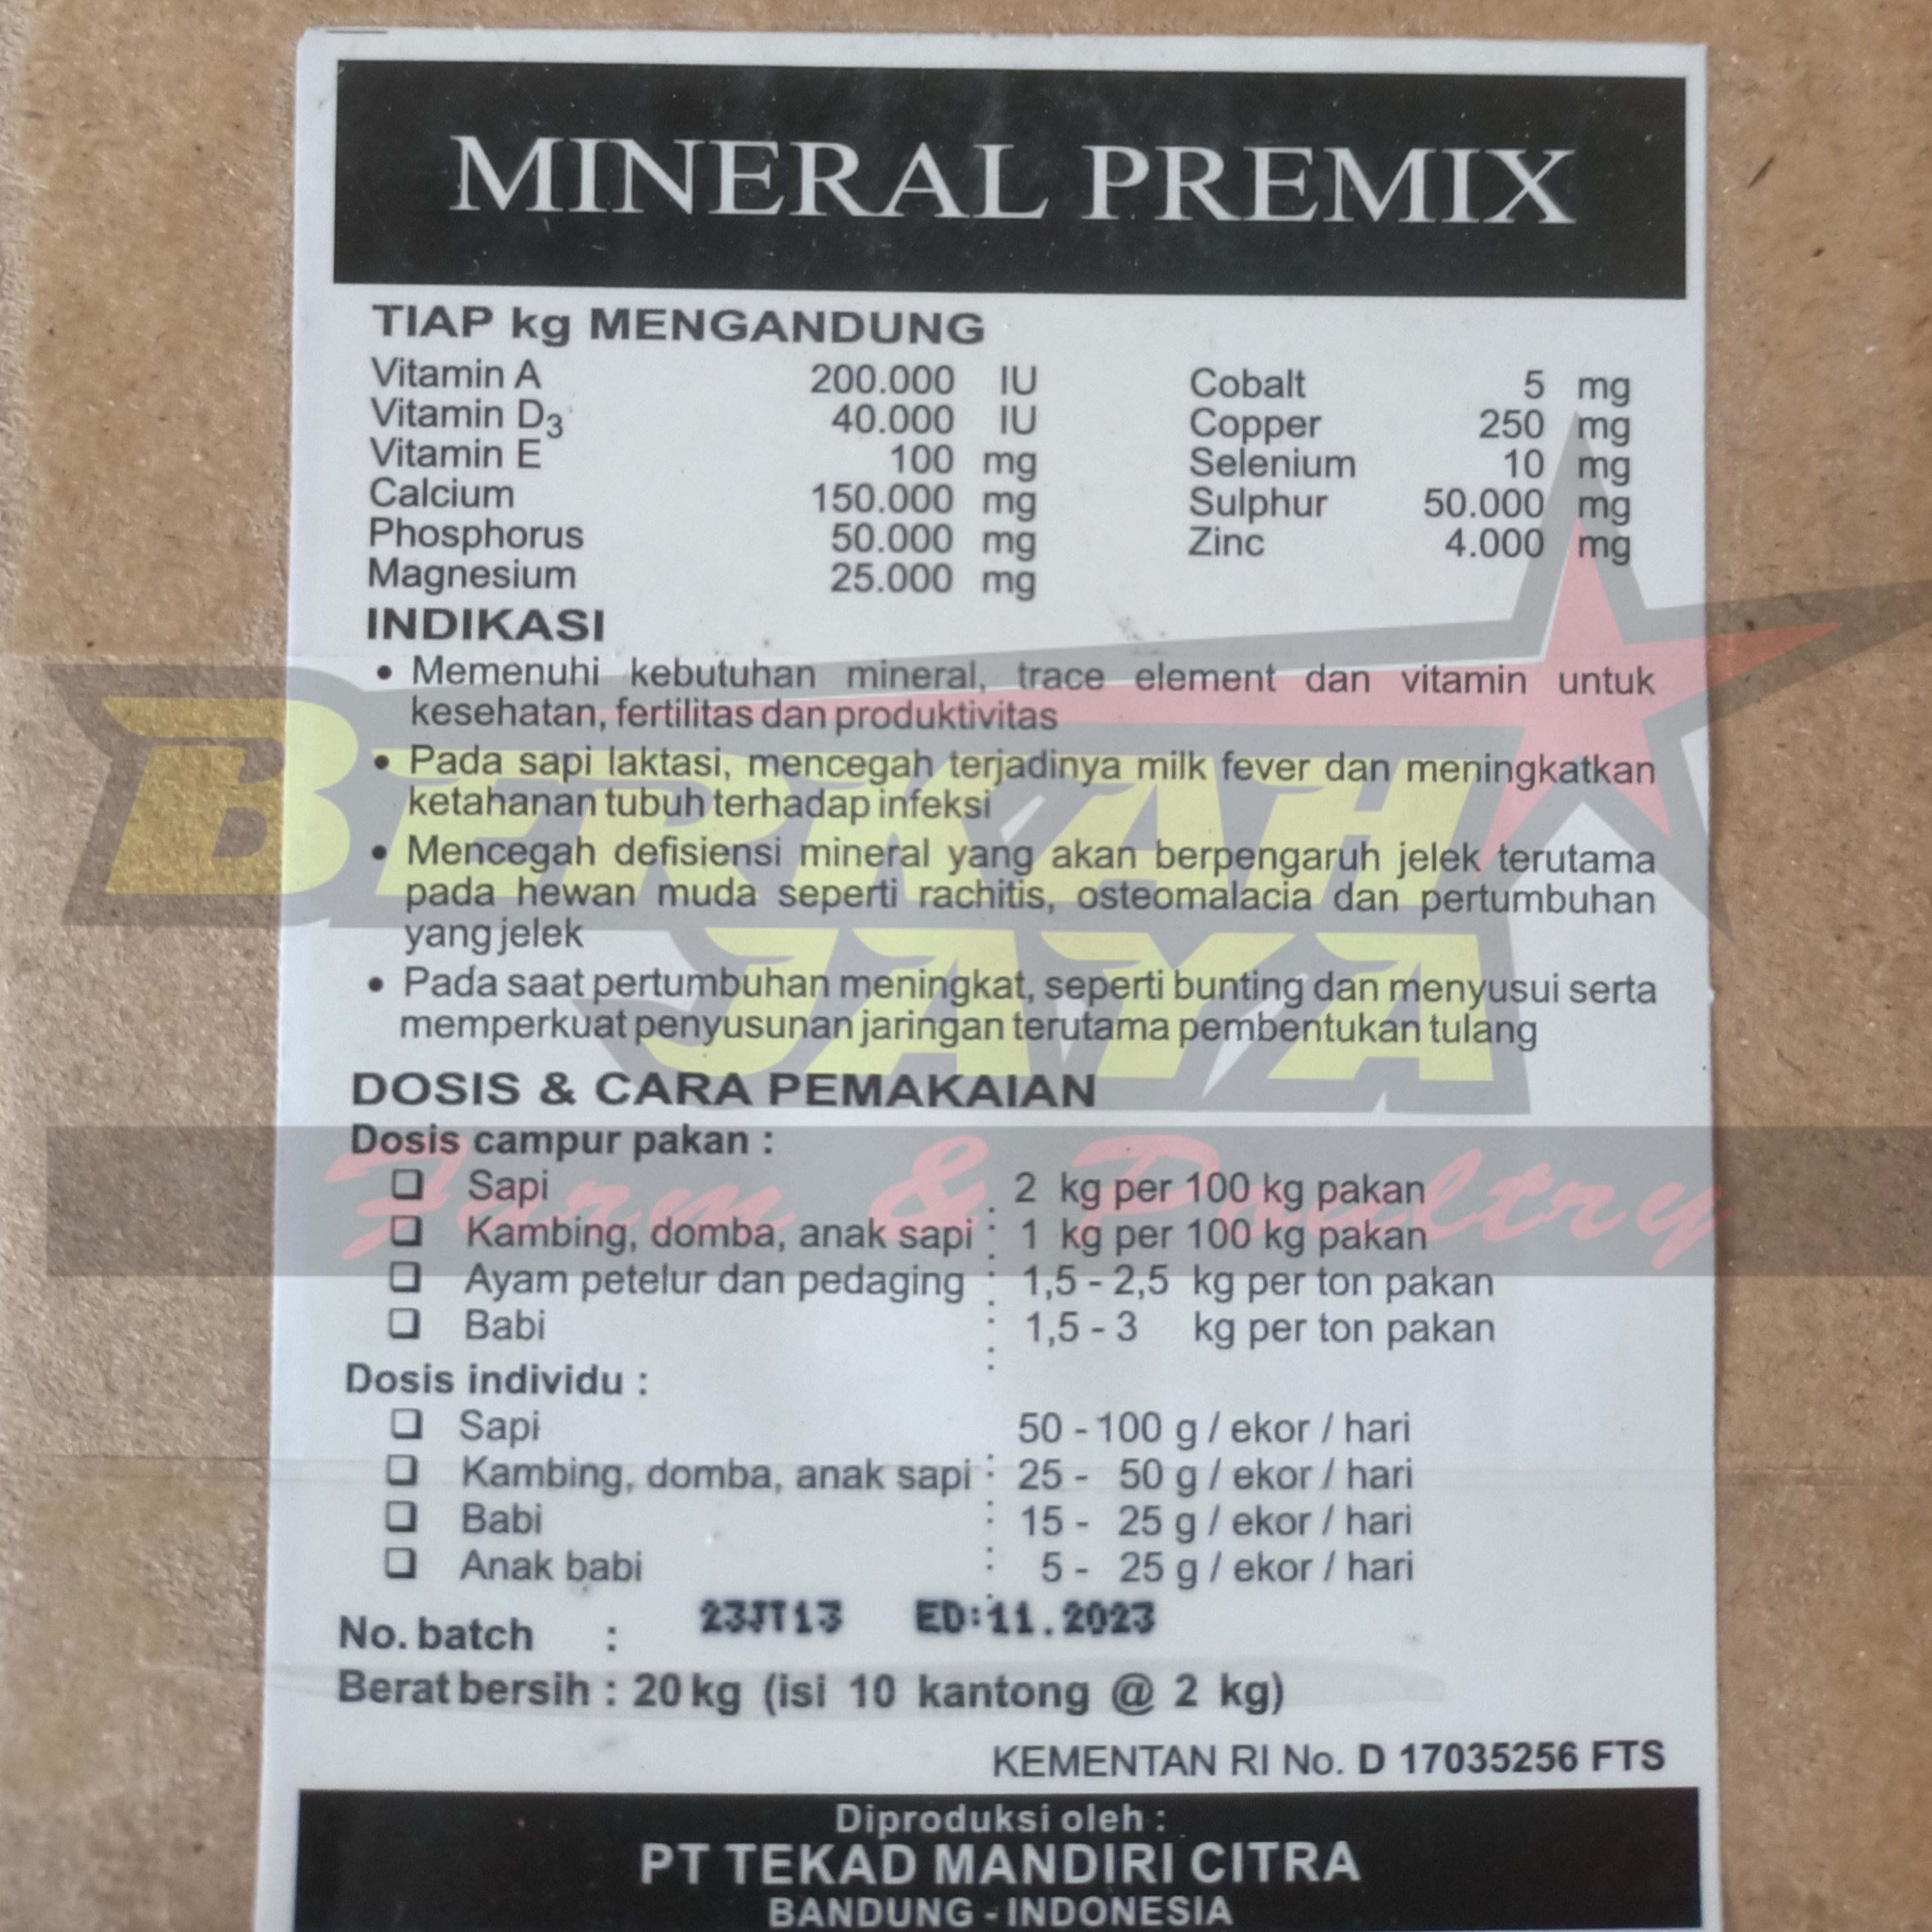 MINERAL PREMIX
TIAP kg MENGANDUNG
Vitamin A 200.000 IU
Vitamin D3 40.000 IU
Vitamin E 100 mg
Calcium 150.000 mg
Phosphorus 50.000 mg
Magnesium 25.000 mg
Cobalt 5 mg
Copper 250 mg
Selenium 10 mg
Sulphur 50.000 mg
Zinc 4.000 mg
INDIKASI
• Memenuhi kebutuhan mineral, trace element dan vitamin untuk
kesehatan, fertilitas dan produktivitas
• Pada sapi laktasi, mencegah terjadinya milk fever dan meningkatkan
ketahanan tubuh terhadap infeksi
• Mencegah defisiensi mineral yang akan berpengaruh jelek terutama
pada hewan muda seperti rachitis, osteomalacia dan pertumbuhan
yang jelek
• Pada saat pertumbuhan meningkat, seperti bunting dan menyusui serta
memperkuat penyusunan jaringan terutama pembentukan tulang
BERKAH
JAYA
Farm & Poultry
DOSIS & CARA PEMAKAIAN
Dosis campur pakan :
❑ Sapi : 2 kg per 100 kg pakan
❑ Kambing, domba, anak sapi : 1 kg per 100 kg pakan
❑ Ayam petelur dan pedaging : 1,5 - 2,5 kg per ton pakan
❑ Babi : 1,5 - 3 kg per ton pakan
Dosis individu :
❑ Sapi : 50 - 100 g / ekor / hari
❑ Kambing, domba, anak sapi : 25 - 50 g / ekor / hari
❑ Babi : 15 - 25 g / ekor / hari
❑ Anak babi : 5 - 25 g / ekor / hari
No. batch : 23JT13 ED:11.2023
Berat bersih : 20 kg (isi 10 kantong @ 2 kg)
KEMENTAN RI No. D 17035256 FTS
Diproduksi oleh :
PT TEKAD MANDIRI CITRA
BANDUNG - INDONESIA